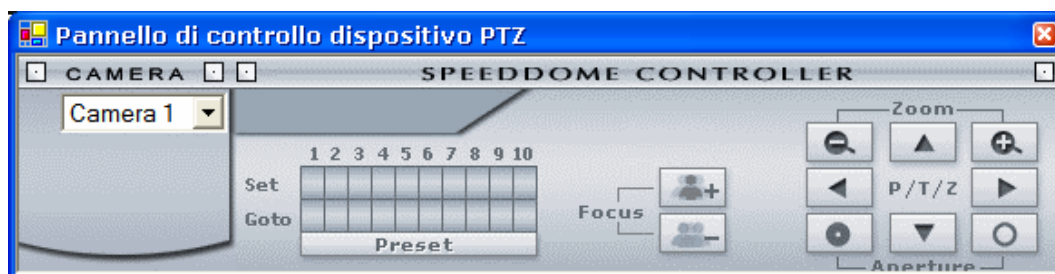 Pannello di controllo dispositivo PTZ
CAMERA SPEEDDOME CONTROLLER
Camera 1
Zoom
1 2 3 4 5 6 7 8 9 10
Set
P/T/Z
Goto
Focus
Preset
Aperture